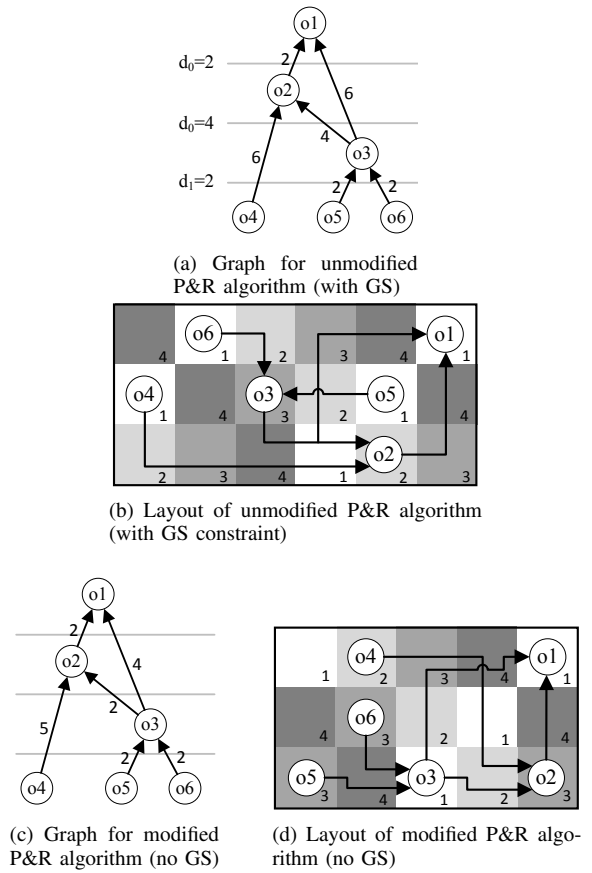 o1
d₀=2
2
o2
6
d₀=4
4
6
o3
d₁=2
2
2
o4
o5
o6
(a) Graph for unmodified
P&R algorithm (with GS)
o6
o1
4
1
2
3
4
1
o4
o3
o5
1
4
3
2
1
4
o2
2
3
4
1
2
3
(b) Layout of unmodified P&R algorithm
(with GS constraint)
o1
2
o2
4
2
5
o3
2
2
o4
o5
o6
(c) Graph for modified
P&R algorithm (no GS)
o4
o1
1
2
3
4
1
o6
4
3
2
1
4
o5
o3
o2
3
4
1
2
3
(d) Layout of modified P&R algo-
rithm (no GS)